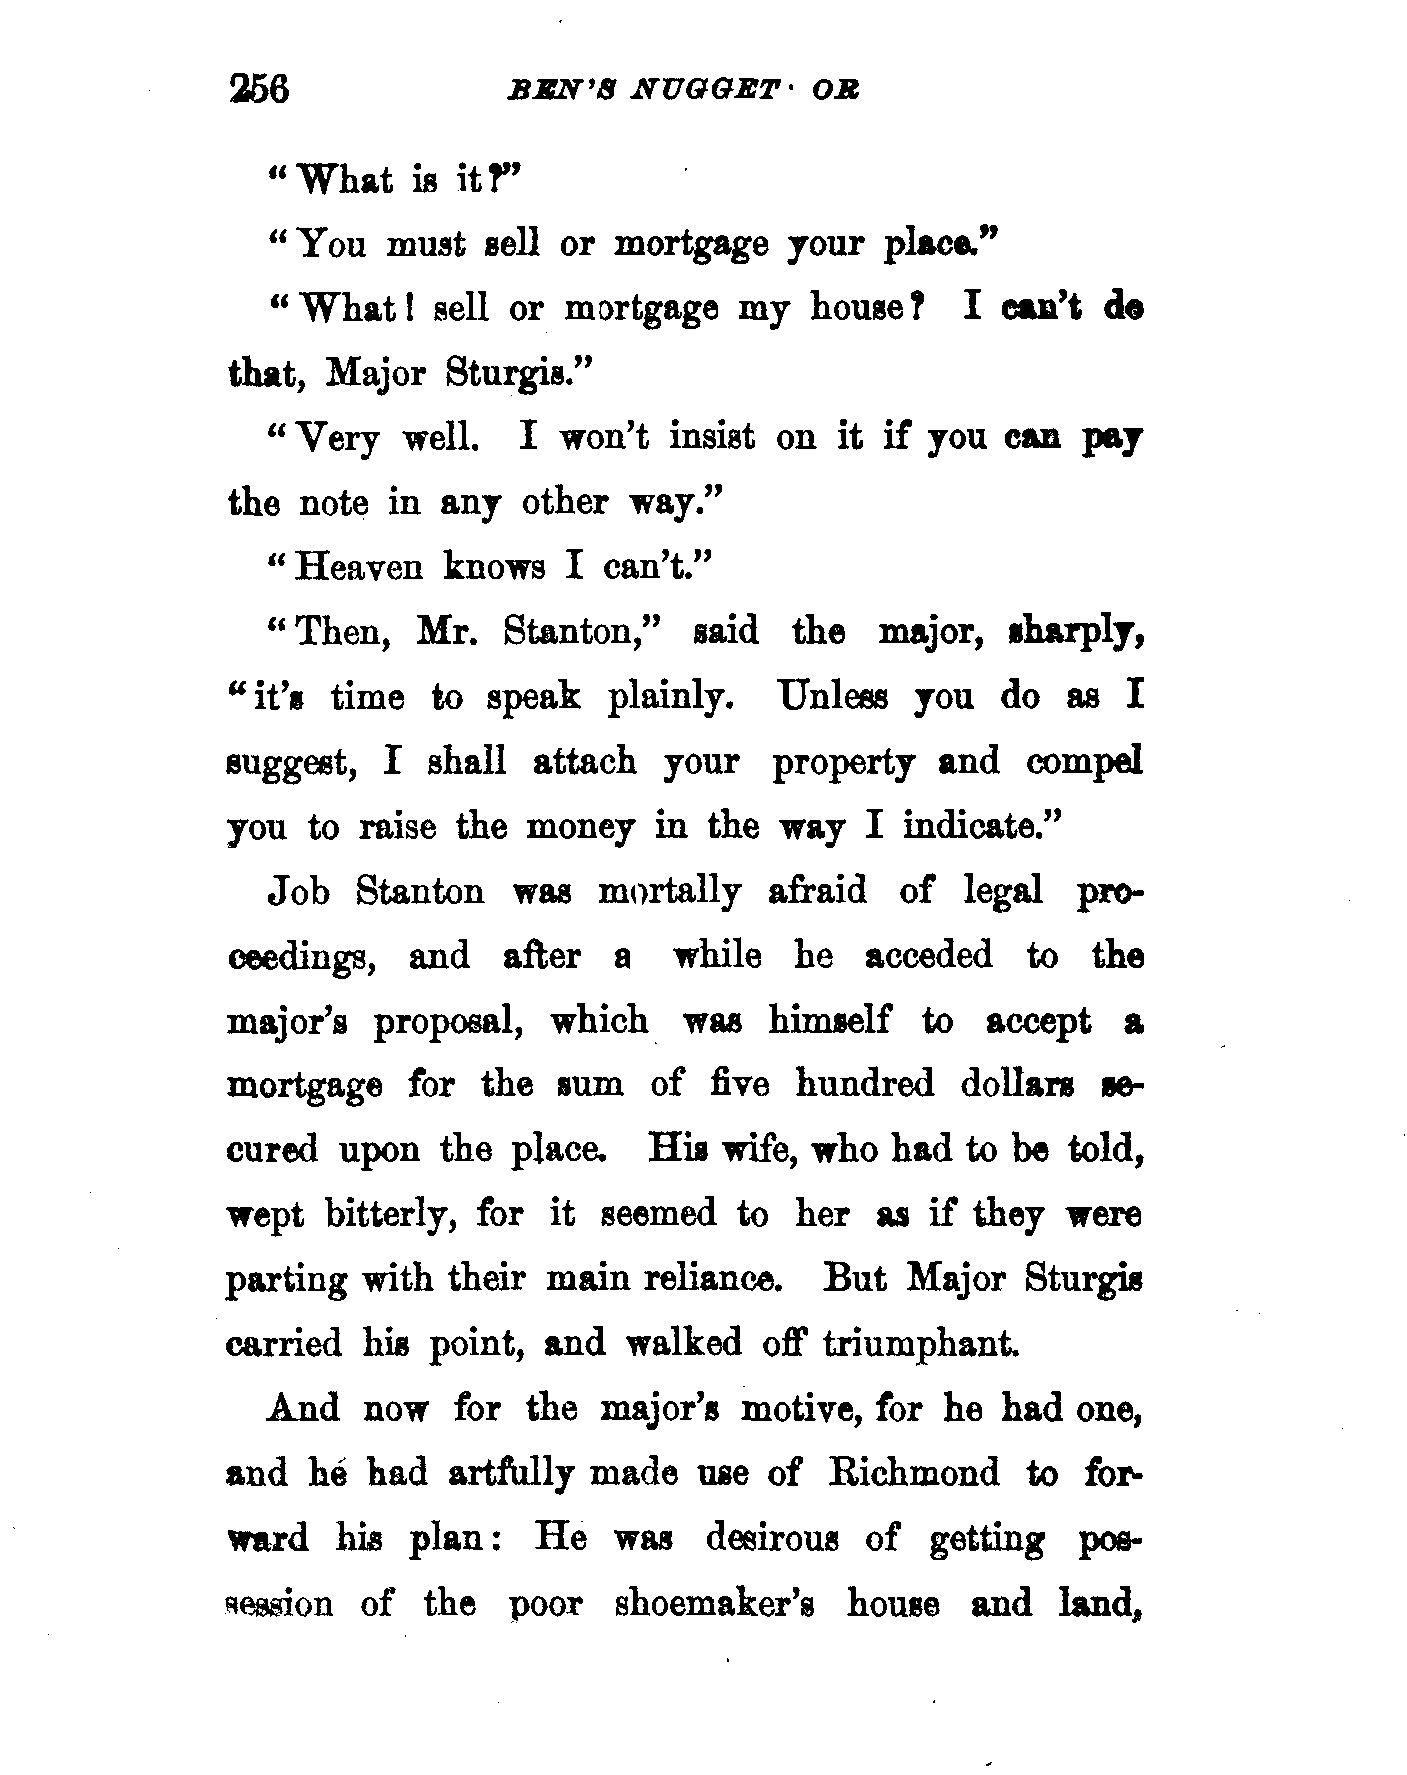 256 BEN'S NUGGET· OR
"What is it?"
"You must sell or mortgage your place."
"What! sell or mortgage my house? I can't do
that, Major Sturgis."
"Very well. I won't insist on it if you can pay
the note in any other way."
"Heaven knows I can't."
"Then, Mr. Stanton," said the major, sharply,
"it's time to speak plainly. Unless you do as I
suggest, I shall attach your property and compel
you to raise the money in the way I indicate."
Job Stanton was mortally afraid of legal pro-
ceedings, and after a while he acceded to the
major's proposal, which was himself to accept a
mortgage for the sum of five hundred dollars se-
cured upon the place. His wife, who had to be told,
wept bitterly, for it seemed to her as if they were
parting with their main reliance. But Major Sturgis
carried his point, and walked off triumphant.
And now for the major's motive, for he had one,
and he had artfully made use of Richmond to for-
ward his plan: He was desirous of getting pos-
session of the poor shoemaker's house and land,